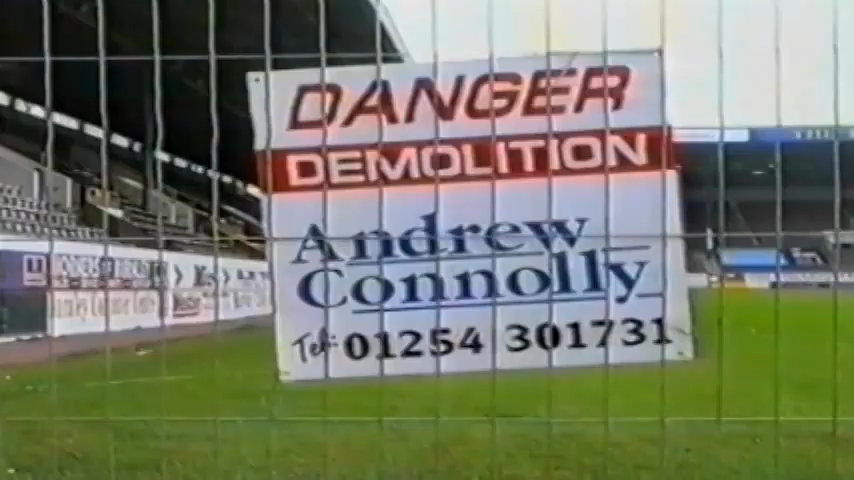 DANGER
DEMOLITION
Andrew
Connolly
Tel: 01254 301731